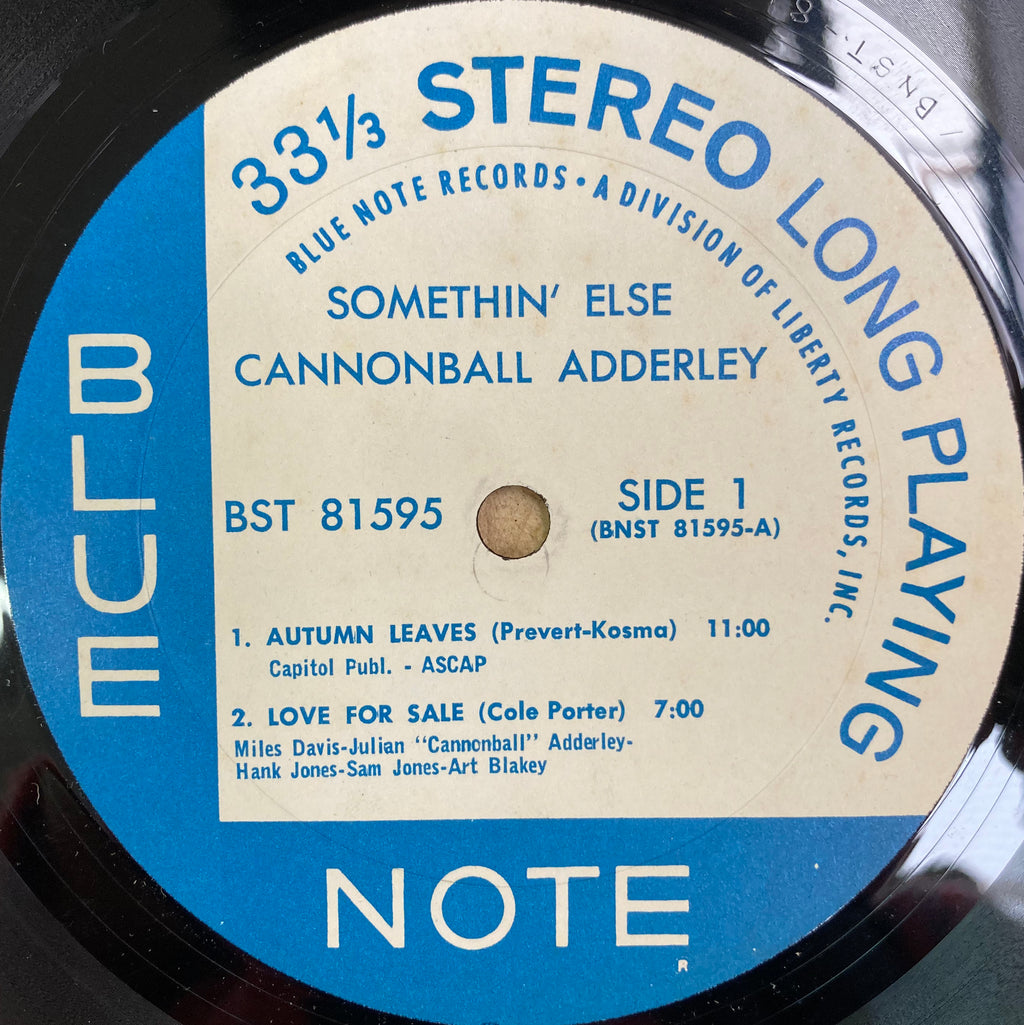 33⅓ STEREO LONG PLAYING
BLUE NOTE RECORDS • A DIVISION OF LIBERTY RECORDS, INC.
SOMETHIN' ELSE
CANNONBALL ADDERLEY
BST 81595
SIDE 1
(BNST 81595-A)
1. AUTUMN LEAVES (Prevert-Kosma) 11:00
Capitol Publ. - ASCAP
2. LOVE FOR SALE (Cole Porter) 7:00
Miles Davis-Julian "Cannonball" Adderley-
Hank Jones-Sam Jones-Art Blakey
BLUE
NOTE
R